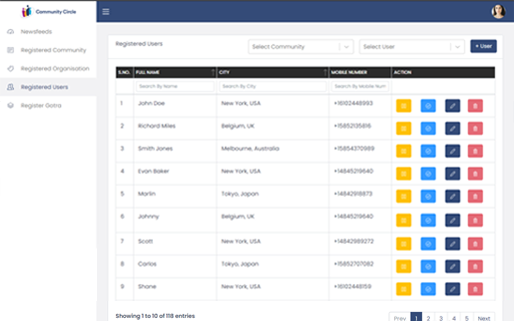 Community Circle
Newsfeeds
Registered Community
Registered Organisation
Registered Users
Register Gotra
Registered Users
Select Community
Select User
+ User
S.NO. FULL NAME CITY MOBILE NUMBER ACTION
Search By Name Search By City Search By Mobile Num
1 John Doe New York, USA +16102448993
2 Richard Miles Belgium, UK +15852135816
3 Smith Jones Melbourne, Australia +15854370989
4 Evan Baker New York, USA +14845219640
5 Marlin Tokyo, Japan +14842918873
6 Johnny Belgium, UK +14845219640
7 Scott New York, USA +14842989272
8 Carlos Tokyo, Japan +15852707082
9 Shane New York, USA +16102448159
Showing 1 to 10 of 118 entries
Prev 1 2 3 4 5 Next